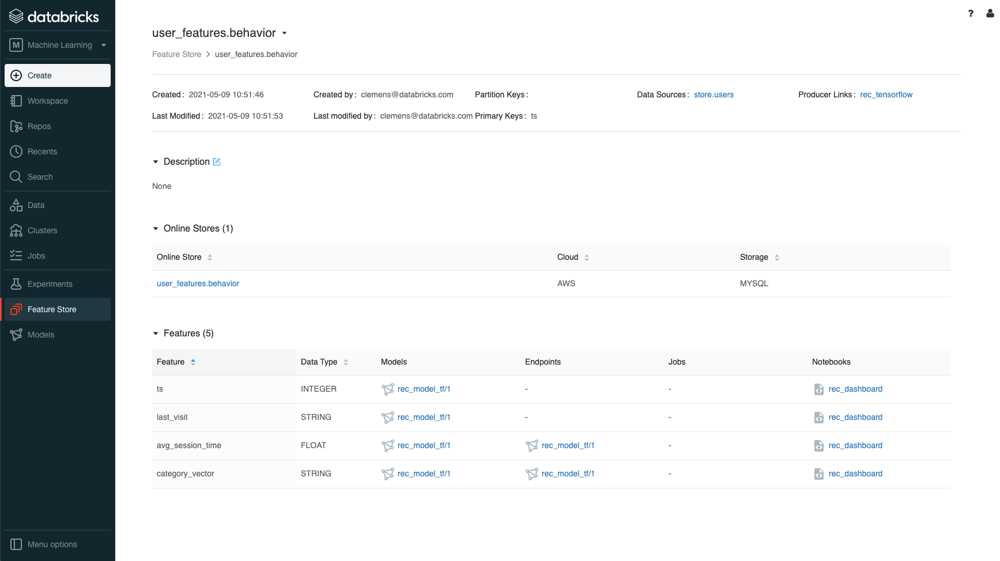 databricks
?
M Machine Learning
Create
Workspace
Repos
Recents
Search
Data
Clusters
Jobs
Experiments
Feature Store
Models
Menu options
user_features.behavior
Feature Store > user_features.behavior
Created: 2021-05-09 10:51:46 Created by: clemens@databricks.com Partition Keys: Data Sources: store.users Producer Links: rec_tensorflow
Last Modified: 2021-05-09 10:51:53 Last modified by: clemens@databricks.com Primary Keys: ts
Description
None
Online Stores (1)
Online Store Cloud Storage
user_features.behavior AWS MYSQL
Features (5)
Feature Data Type Models Endpoints Jobs Notebooks
ts INTEGER rec_model_tf/1 - - rec_dashboard
last_visit STRING rec_model_tf/1 - - rec_dashboard
avg_session_time FLOAT rec_model_tf/1 rec_model_tf/1 - rec_dashboard
category_vector STRING rec_model_tf/1 rec_model_tf/1 - rec_dashboard